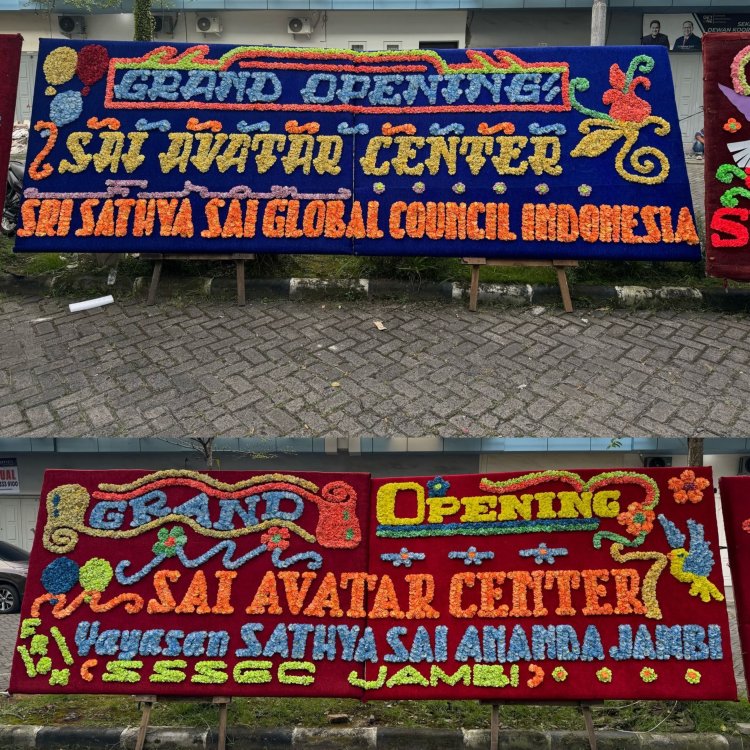 GRAND OPENING
SAI AVATAR CENTER
SRI SATHYA SAI GLOBAL COUNCIL INDONESIA
GRAND OPENING
SAI AVATAR CENTER
Yayasan SATHYA SAI ANANDA JAMBI
SSSGC JAMBI